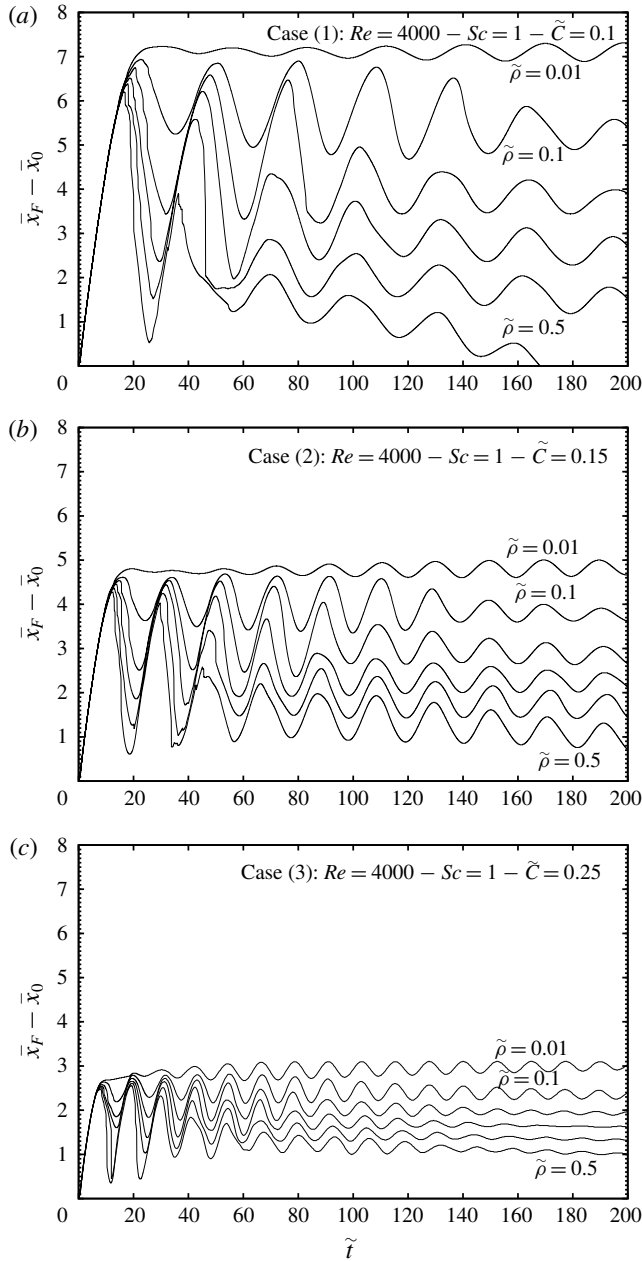 (a)
8
Case (1): Re = 4000 − Sc = 1 − C̃ = 0.1
7
ρ̃ = 0.01
6
5
ρ̃ = 0.1
x̄_F − x̄_0
4
3
2
ρ̃ = 0.5
1
0 20 40 60 80 100 120 140 160 180 200
(b)
8
Case (2): Re = 4000 − Sc = 1 − C̃ = 0.15
7
6
5
ρ̃ = 0.01
ρ̃ = 0.1
x̄_F − x̄_0
4
3
2
1
ρ̃ = 0.5
0 20 40 60 80 100 120 140 160 180 200
(c)
8
Case (3): Re = 4000 − Sc = 1 − C̃ = 0.25
7
6
5
x̄_F − x̄_0
4
ρ̃ = 0.01
3
ρ̃ = 0.1
2
1
ρ̃ = 0.5
0 20 40 60 80 100 120 140 160 180 200
t̃